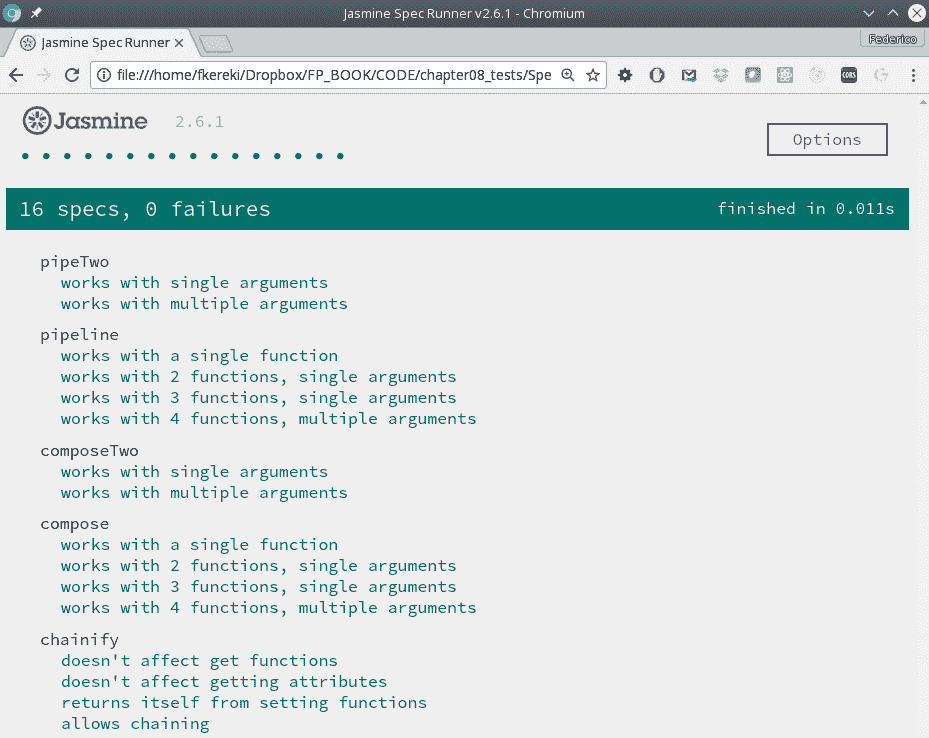 Jasmine Spec Runner v2.6.1 - Chromium
Jasmine Spec Runner
Federico
file:///home/fkereki/Dropbox/FP_BOOK/CODE/chapter08_tests/Spe
CORS
Jasmine 2.6.1
Options
16 specs, 0 failures
finished in 0.011s
pipeTwo
works with single arguments
works with multiple arguments
pipeline
works with a single function
works with 2 functions, single arguments
works with 3 functions, single arguments
works with 4 functions, multiple arguments
composeTwo
works with single arguments
works with multiple arguments
compose
works with a single function
works with 2 functions, single arguments
works with 3 functions, single arguments
works with 4 functions, multiple arguments
chainify
doesn't affect get functions
doesn't affect getting attributes
returns itself from setting functions
allows chaining